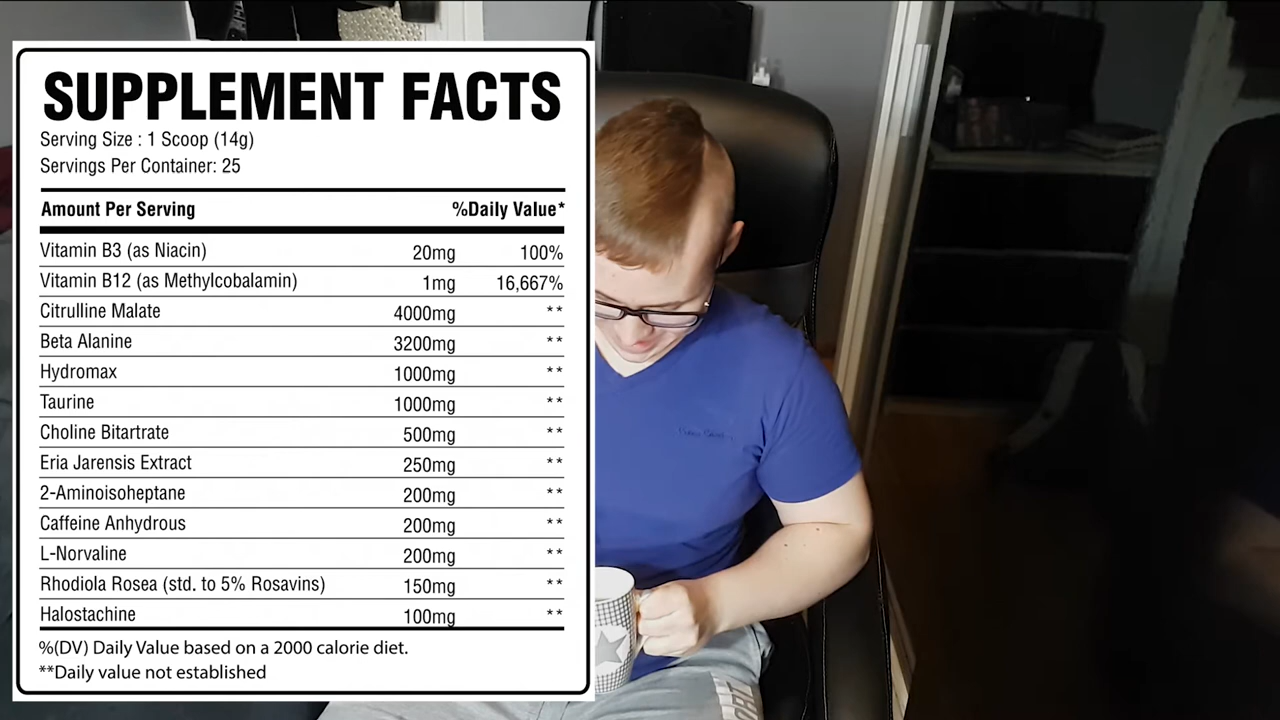 SUPPLEMENT FACTS
Serving Size : 1 Scoop (14g)
Servings Per Container: 25
Amount Per Serving %Daily Value*
Vitamin B3 (as Niacin) 20mg 100%
Vitamin B12 (as Methylcobalamin) 1mg 16,667%
Citrulline Malate 4000mg **
Beta Alanine 3200mg **
Hydromax 1000mg **
Taurine 1000mg **
Choline Bitartrate 500mg **
Eria Jarensis Extract 250mg **
2-Aminoisoheptane 200mg **
Caffeine Anhydrous 200mg **
L-Norvaline 200mg **
Rhodiola Rosea (std. to 5% Rosavins) 150mg **
Halostachine 100mg **
%(DV) Daily Value based on a 2000 calorie diet.
**Daily value not established